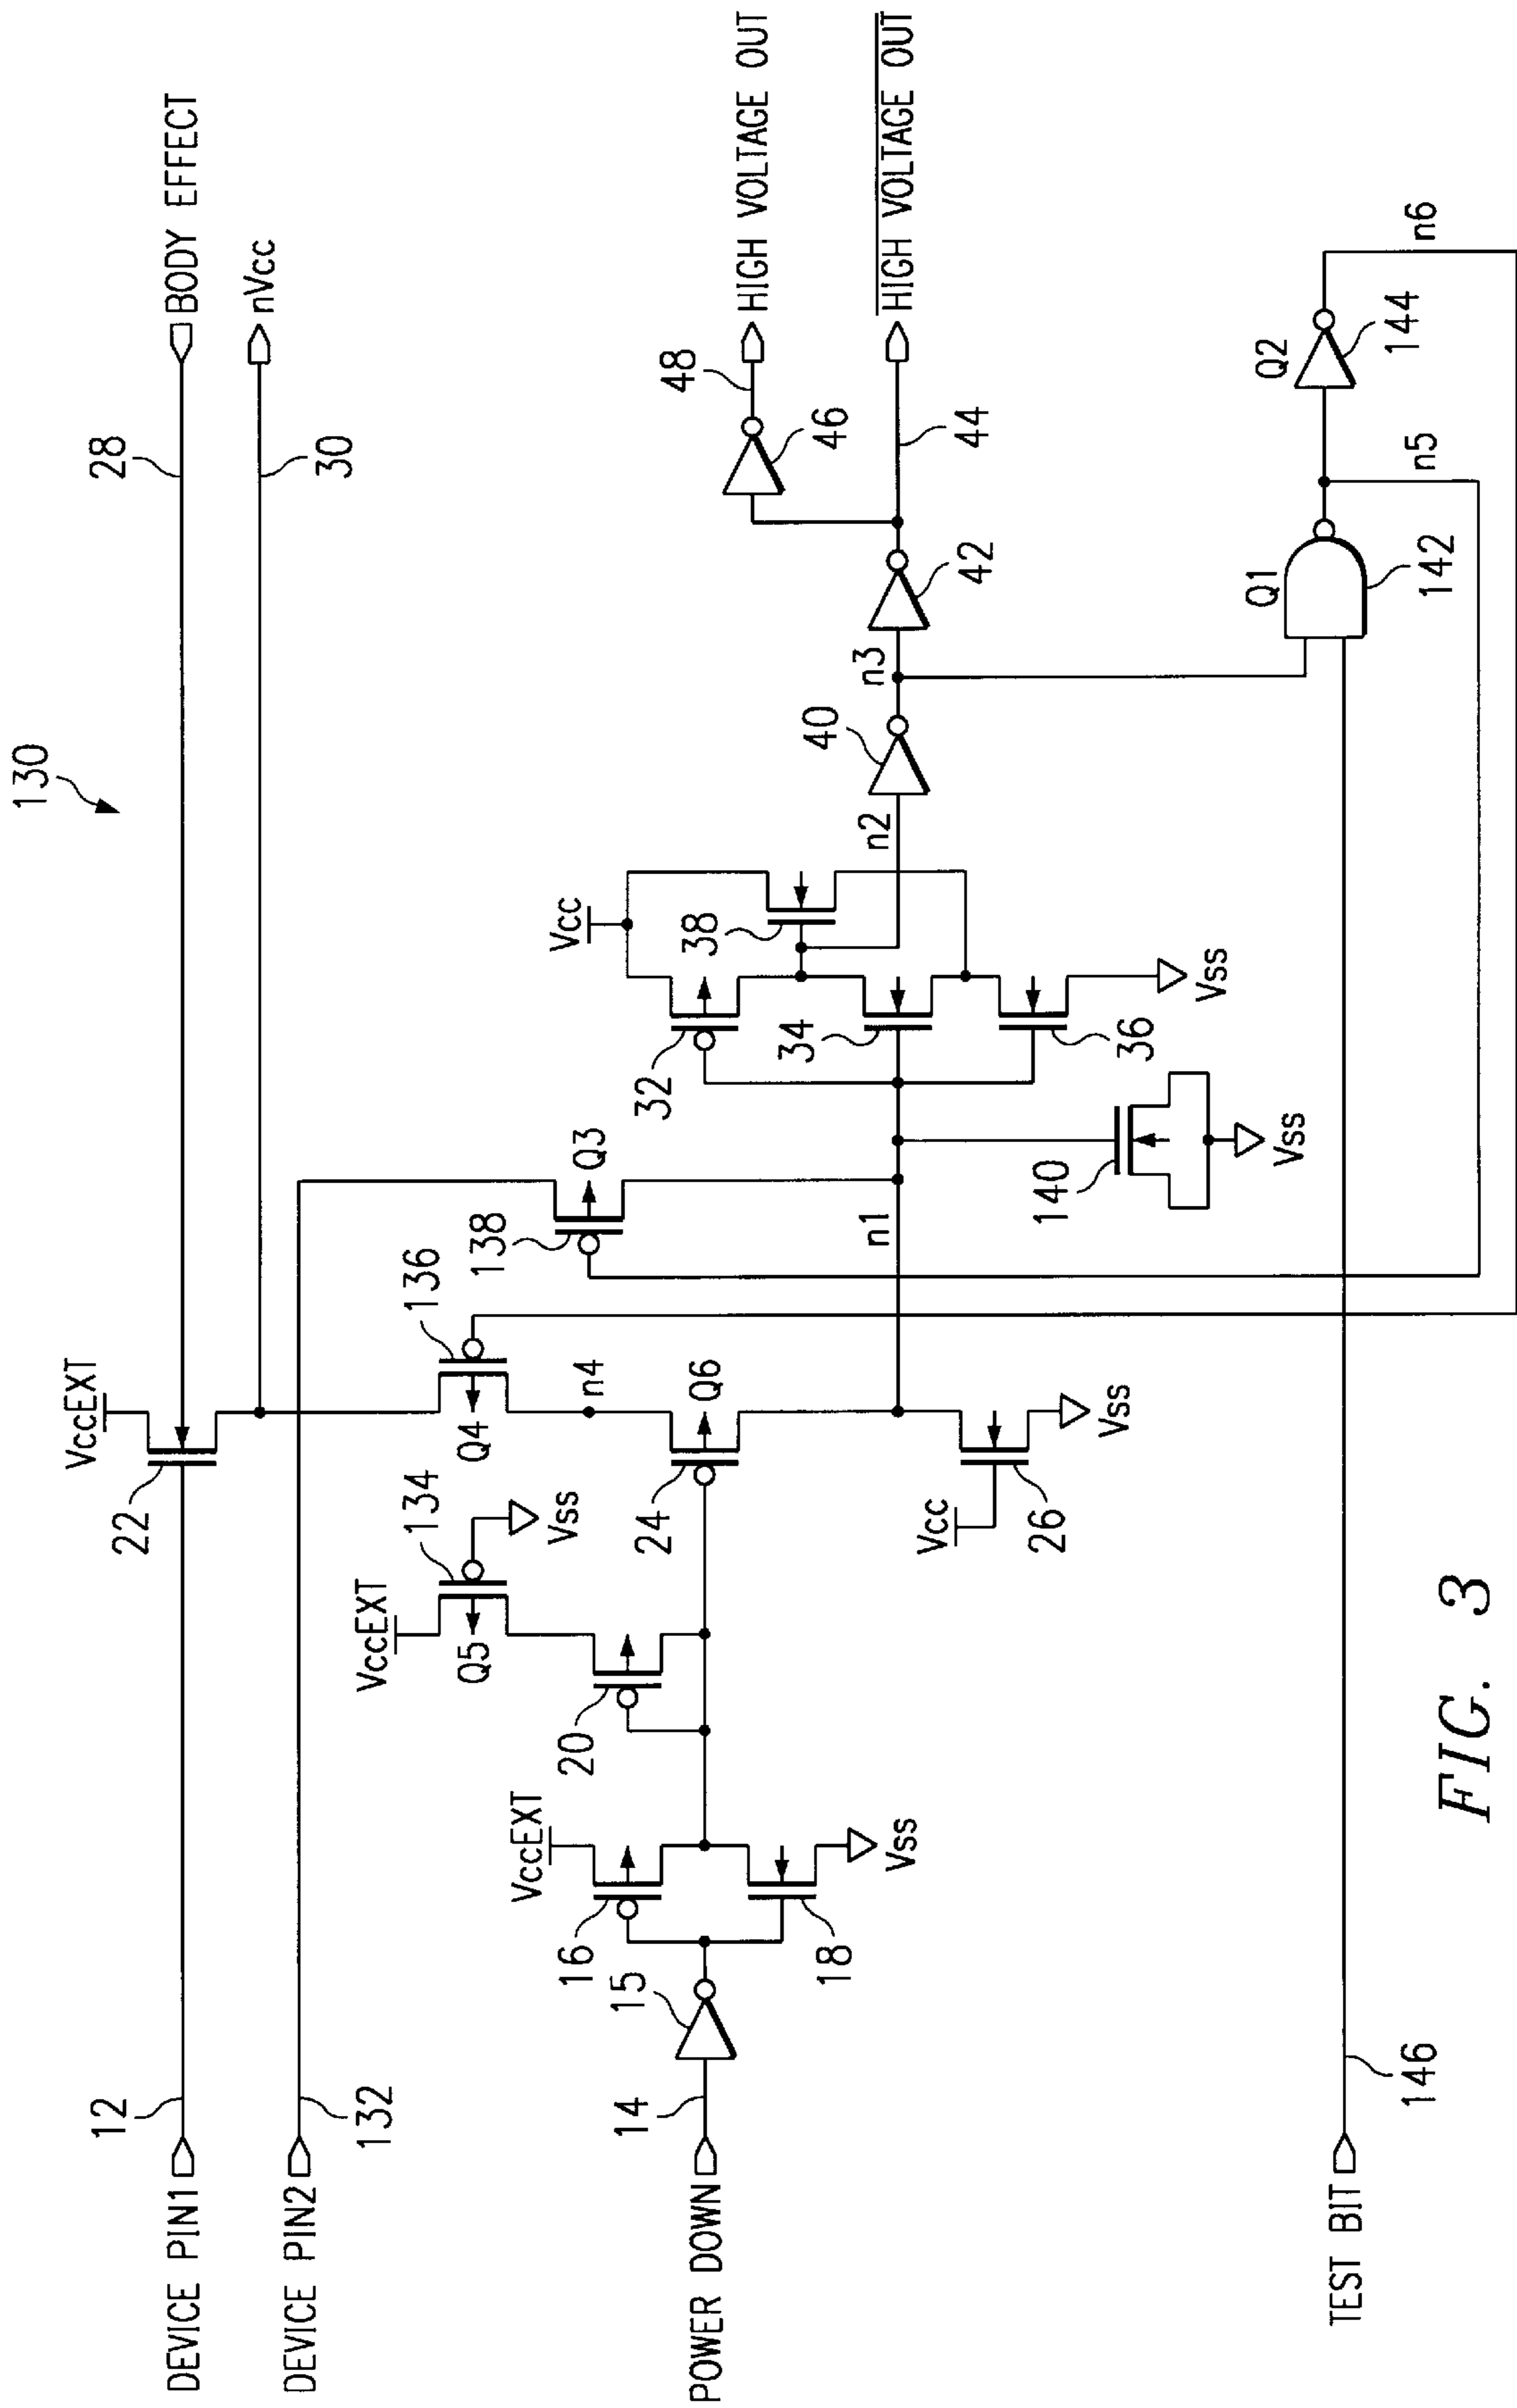 130
DEVICE PIN1
12
28
BODY EFFECT
DEVICE PIN2
132
30
nVcc
VccEXT
22
VccEXT
134
Q5
Vss
136
Q4
n4
138
Q3
VccEXT
16
20
24
Q6
POWER DOWN
14
15
18
Vss
Vcc
26
Vss
n1
140
Vss
Vcc
32
38
34
36
Vss
n2
40
n3
42
46
48
HIGH VOLTAGE OUT
44
HIGH VOLTAGE OUT
TEST BIT
146
Q1
142
n5
Q2
144
n6
FIG. 3